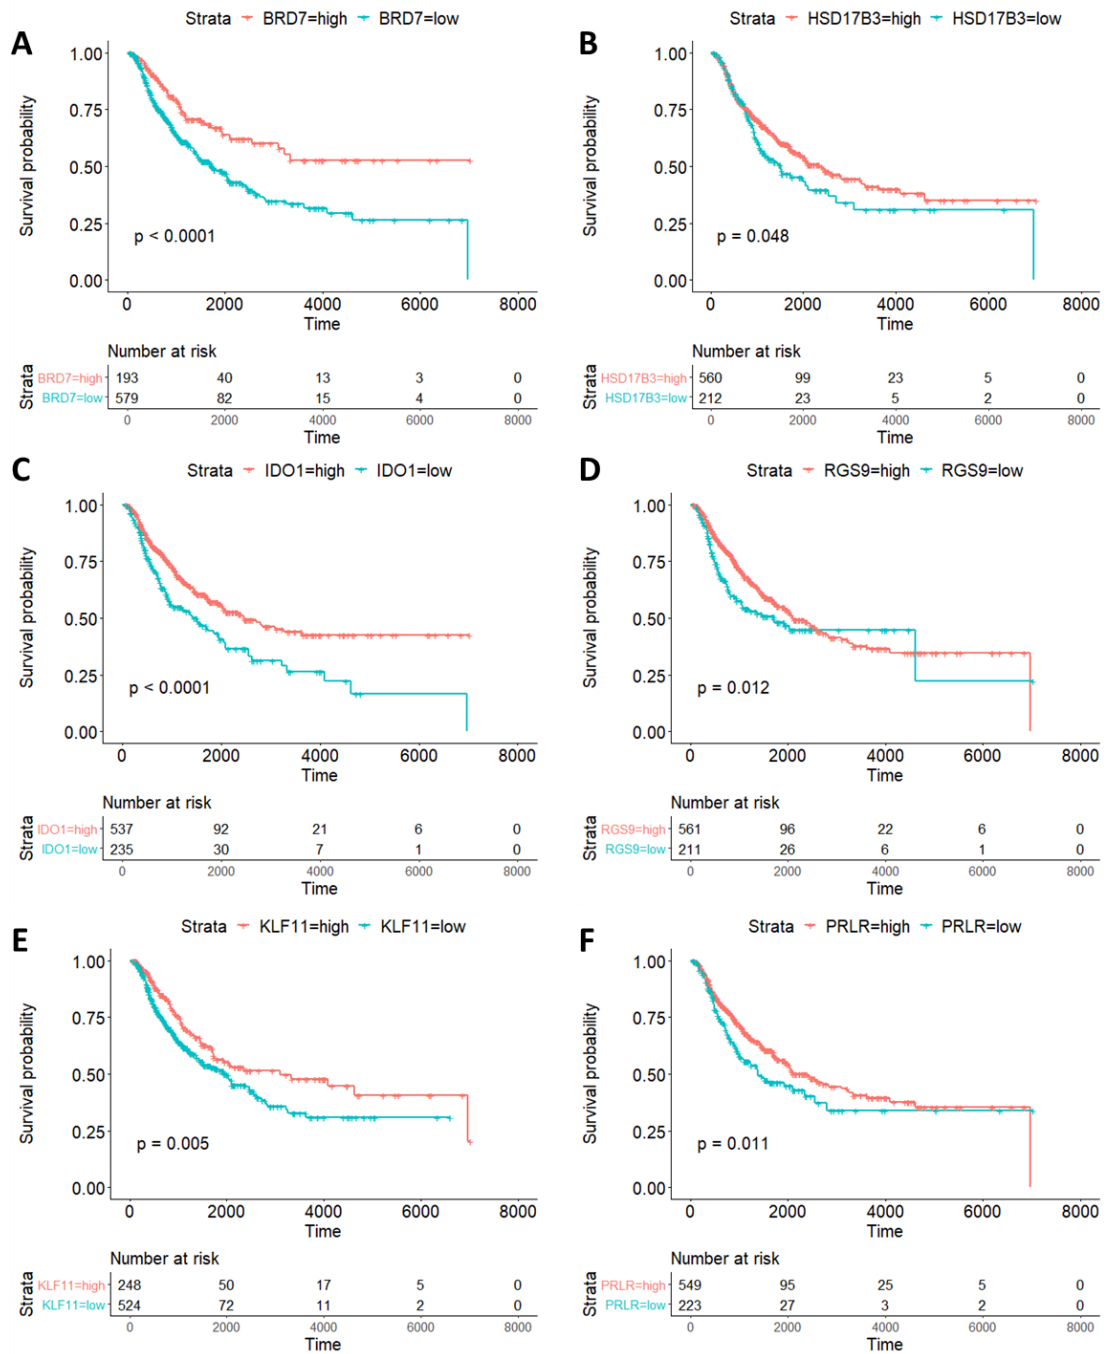 A
Strata BRD7=high BRD7=low
Survival probability
1.00
0.75
0.50
0.25
0.00
p < 0.0001
0 2000 4000 6000 8000
Time
Number at risk
Strata
BRD7=high 193 40 13 3 0
BRD7=low 579 82 15 4 0
0 2000 4000 6000 8000
Time
B
Strata HSD17B3=high HSD17B3=low
Survival probability
1.00
0.75
0.50
0.25
0.00
p = 0.048
0 2000 4000 6000 8000
Time
Number at risk
Strata
HSD17B3=high 560 99 23 5 0
HSD17B3=low 212 23 5 2 0
0 2000 4000 6000 8000
Time
C
Strata IDO1=high IDO1=low
Survival probability
1.00
0.75
0.50
0.25
0.00
p < 0.0001
0 2000 4000 6000 8000
Time
Number at risk
Strata
IDO1=high 537 92 21 6 0
IDO1=low 235 30 7 1 0
0 2000 4000 6000 8000
Time
D
Strata RGS9=high RGS9=low
Survival probability
1.00
0.75
0.50
0.25
0.00
p = 0.012
0 2000 4000 6000 8000
Time
Number at risk
Strata
RGS9=high 561 96 22 6 0
RGS9=low 211 26 6 1 0
0 2000 4000 6000 8000
Time
E
Strata KLF11=high KLF11=low
Survival probability
1.00
0.75
0.50
0.25
0.00
p = 0.005
0 2000 4000 6000 8000
Time
Number at risk
Strata
KLF11=high 248 50 17 5 0
KLF11=low 524 72 11 2 0
0 2000 4000 6000 8000
Time
F
Strata PRLR=high PRLR=low
Survival probability
1.00
0.75
0.50
0.25
0.00
p = 0.011
0 2000 4000 6000 8000
Time
Number at risk
Strata
PRLR=high 549 95 25 5 0
PRLR=low 223 27 3 2 0
0 2000 4000 6000 8000
Time